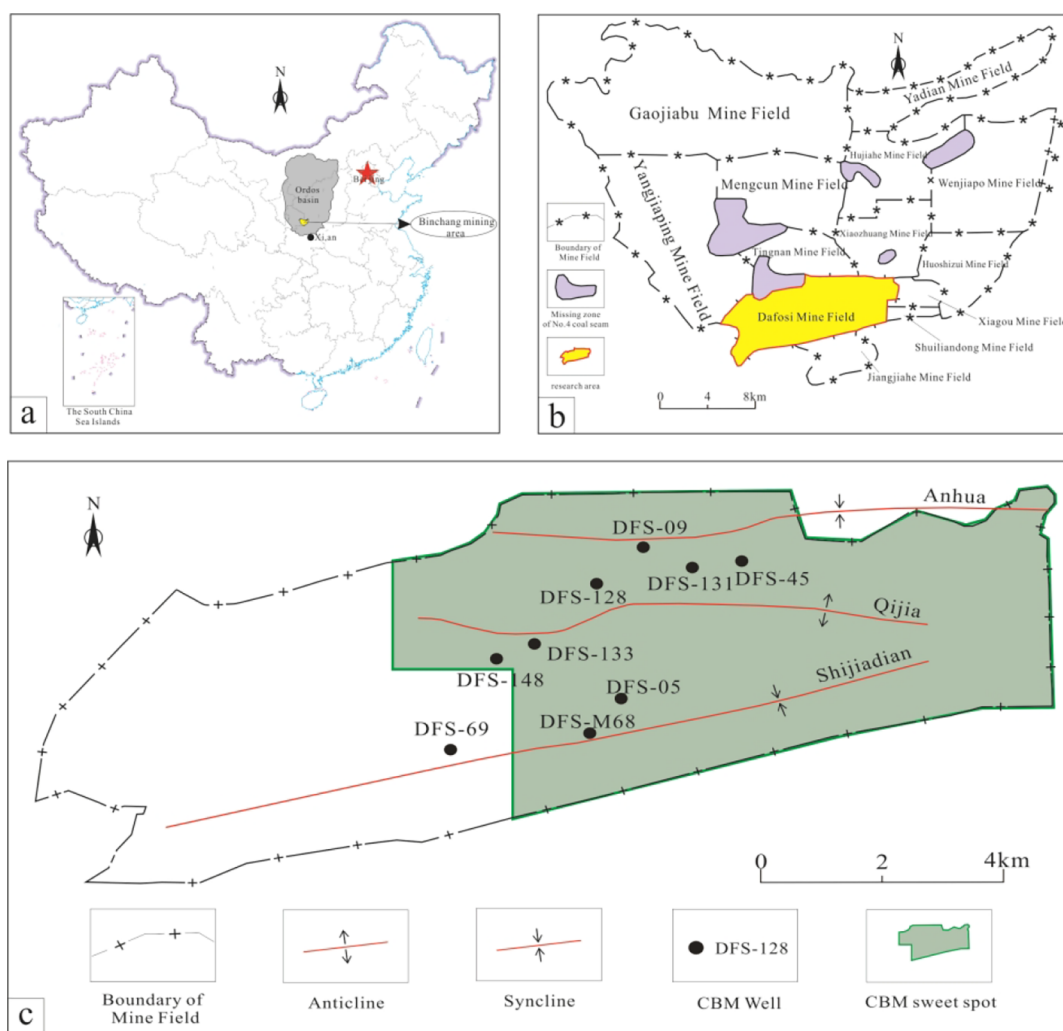 N
Ordos
basin
Beijing
Binchang mining
area
Xi,an
The South China
Sea Islands
a
N
Yadian Mine Field
Gaojiabu Mine Field
Hujiahe Mine Field
Mengcun Mine Field
Wenjiapo Mine Field
Yangjiaping Mine Field
Xiaozhuang Mine Field
Boundary of
Mine Field
Tingnan Mine Field
Huoshizui Mine Field
Missing zone
of No.4 coal seam
Dafosi Mine Field
Xiagou Mine Field
Shuiliandong Mine Field
Jiangjiahe Mine Field
research area
0 4 8km
b
N
Anhua
DFS-09
DFS-131
DFS-45
DFS-128
Qijia
DFS-133
DFS-148
Shijiadian
DFS-05
DFS-M68
DFS-69
0 2 4km
DFS-128
Boundary of
Mine Field
Anticline
Syncline
CBM Well
CBM sweet spot
c